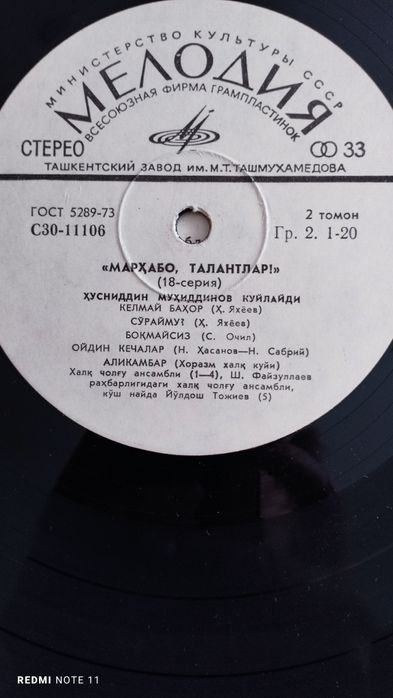 МИНИСТЕРСТВО КУЛЬТУРЫ СССР
МЕЛОДИЯ
ВСЕСОЮЗНАЯ ФИРМА ГРАМПЛАСТИНОК
СТЕРЕО 33
ТАШКЕНТСКИЙ ЗАВОД ИМ. М. Т. ТАШМУХАМЕДОВА
ГОСТ 5289-73 2 томон
С30-11106 Гр. 2. 1-20
«МАРҲАБО, ТАЛАНТЛАР!»
(18-серия)
ҲУСНИДДИН МУҲИДДИНОВ КУЙЛАЙДИ
КЕЛМАЙ БАҲОР (Ҳ. Яхёев)
СЎРАЙМУ? (Ҳ. Яхёев)
БОҚМАЙСИЗ (С. Очил)
ОЙДИН КЕЧАЛАР (Н. Ҳасанов—Н. Сабрий)
АЛИКАМБАР (Хоразм халқ куйи)
Халқ чолғу ансамбли (1—4), Ш. Файзуллаев
раҳбарлигидаги халқ чолғу ансамбли,
қўш найда Йўлдош Тожиев (5)
REDMI NOTE 11